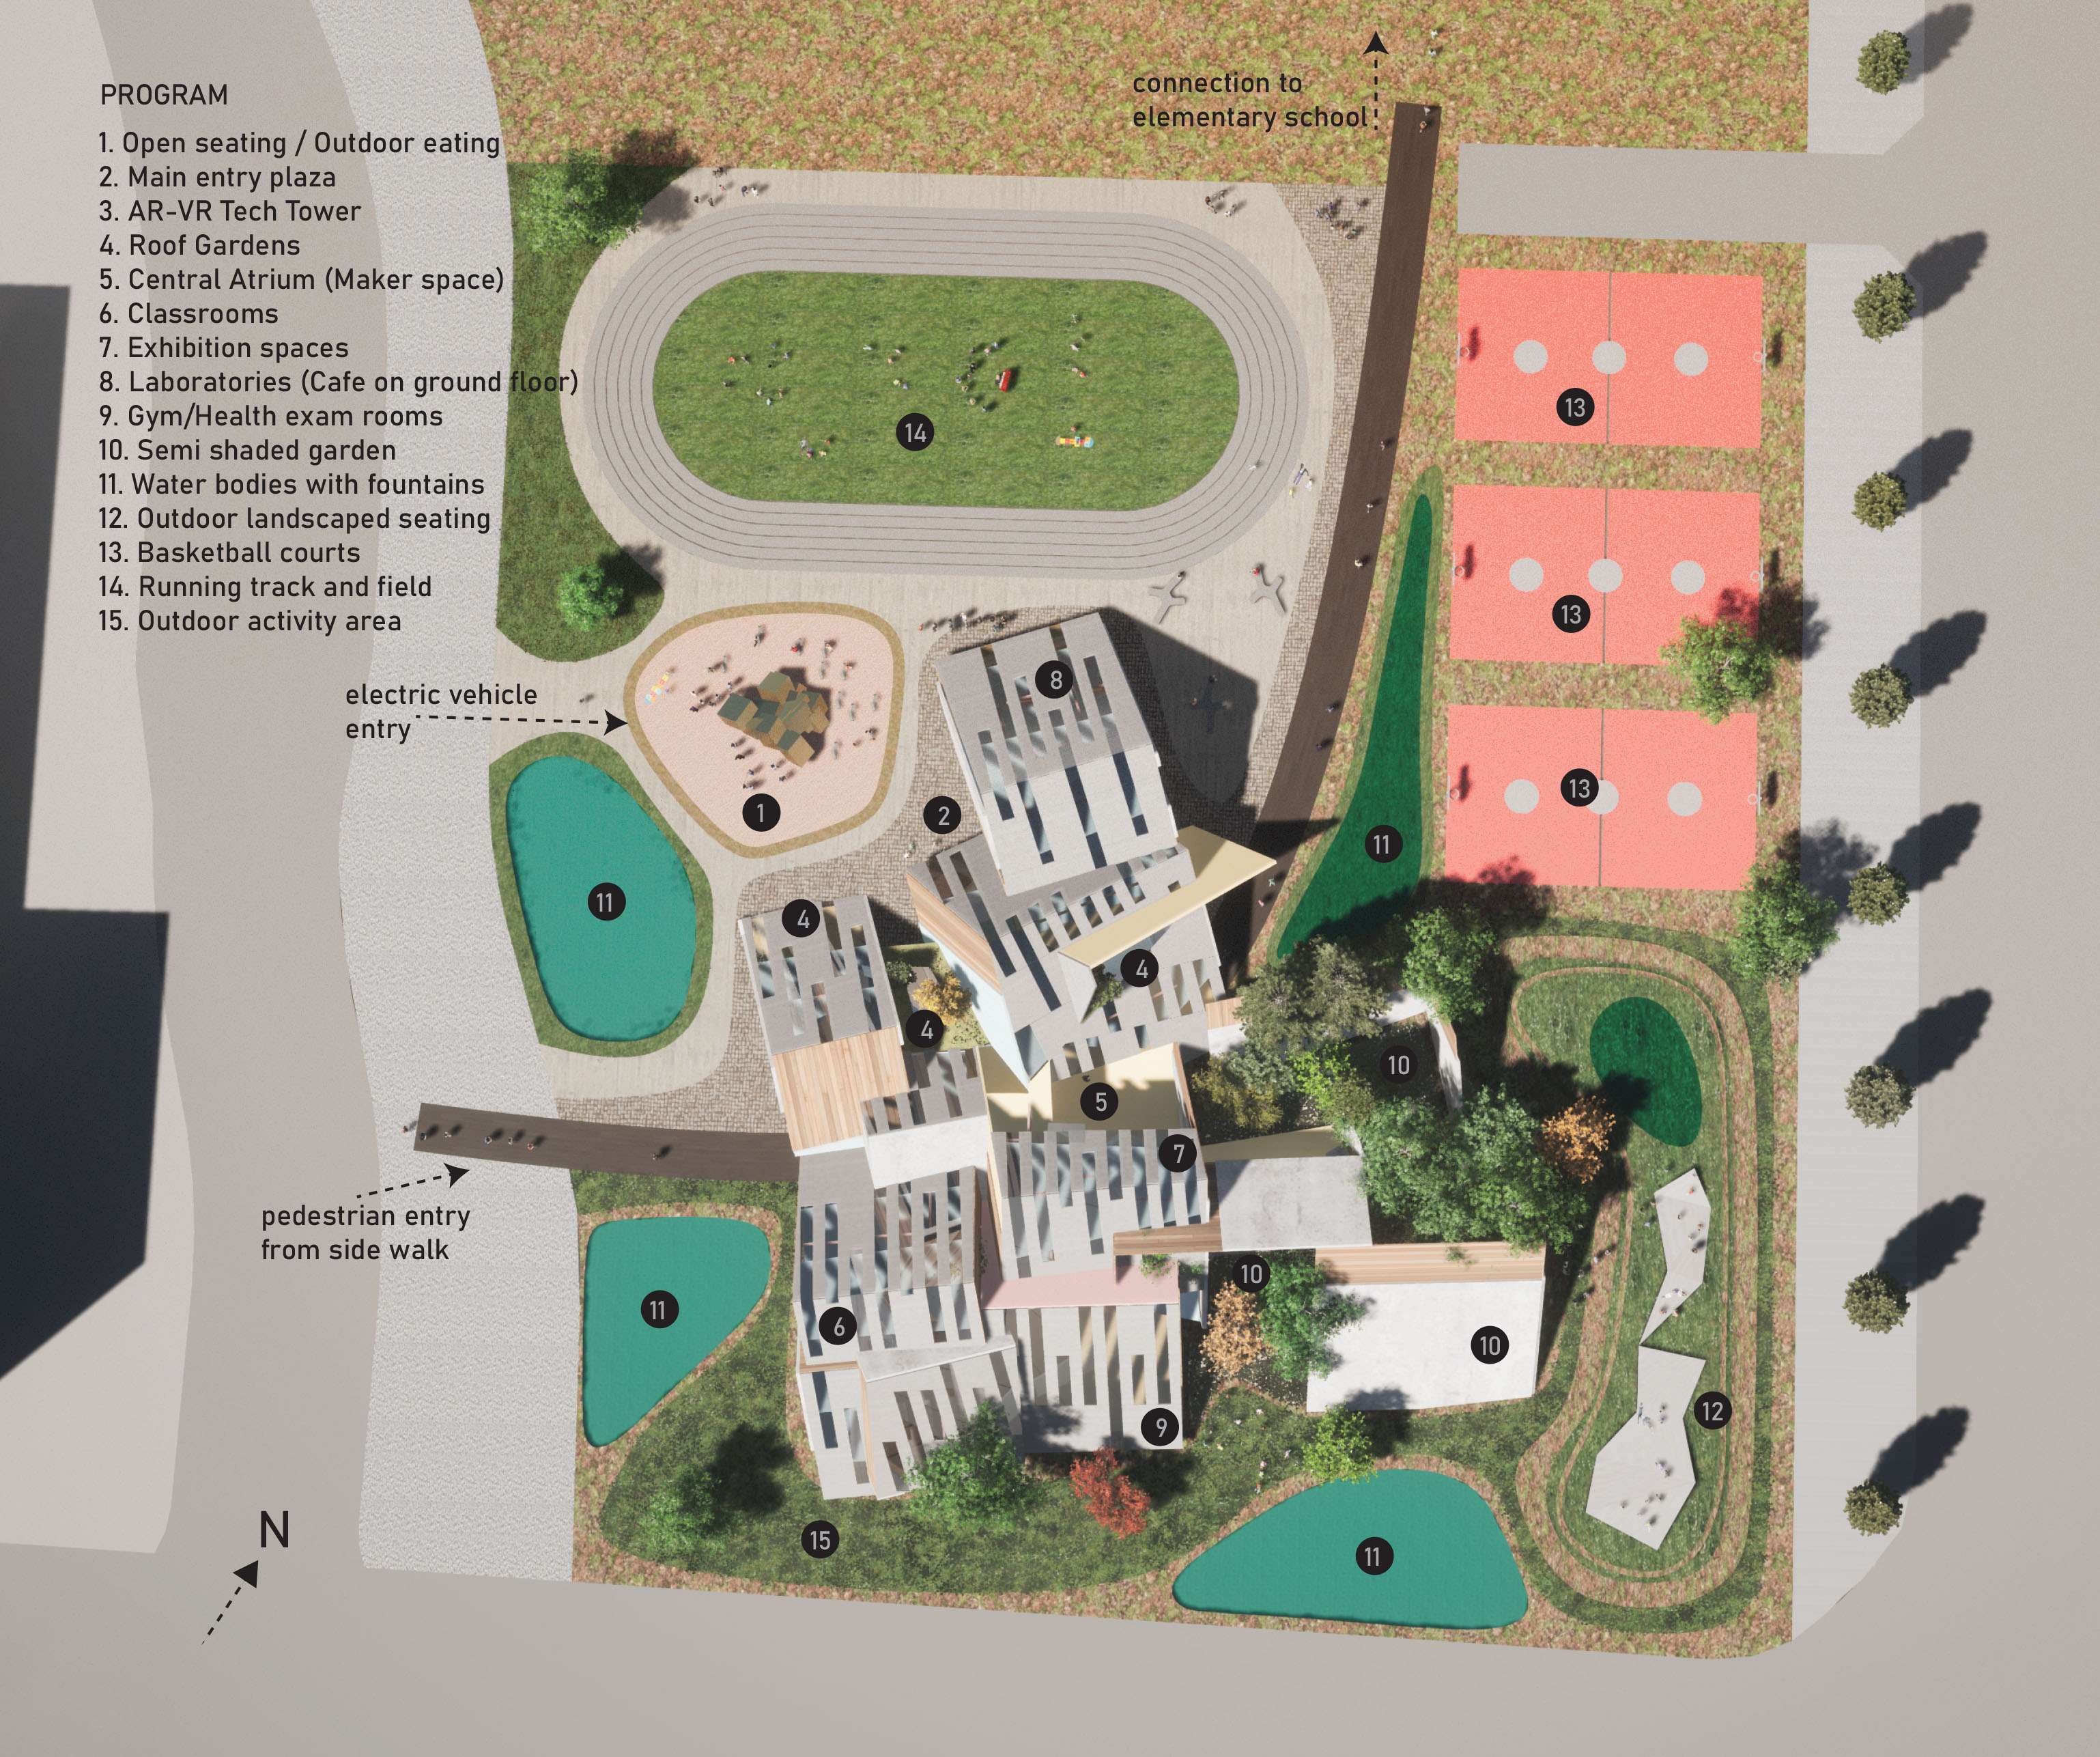 PROGRAM
1. Open seating / Outdoor eating
2. Main entry plaza
3. AR-VR Tech Tower
4. Roof Gardens
5. Central Atrium (Maker space)
6. Classrooms
7. Exhibition spaces
8. Laboratories (Cafe on ground floor)
9. Gym/Health exam rooms
10. Semi shaded garden
11. Water bodies with fountains
12. Outdoor landscaped seating
13. Basketball courts
14. Running track and field
15. Outdoor activity area
connection to
elementary school
electric vehicle
entry
pedestrian entry
from side walk
N
13
14
13
8
13
1
2
11
11
4
4
4
10
5
7
10
11
6
10
12
9
15
11